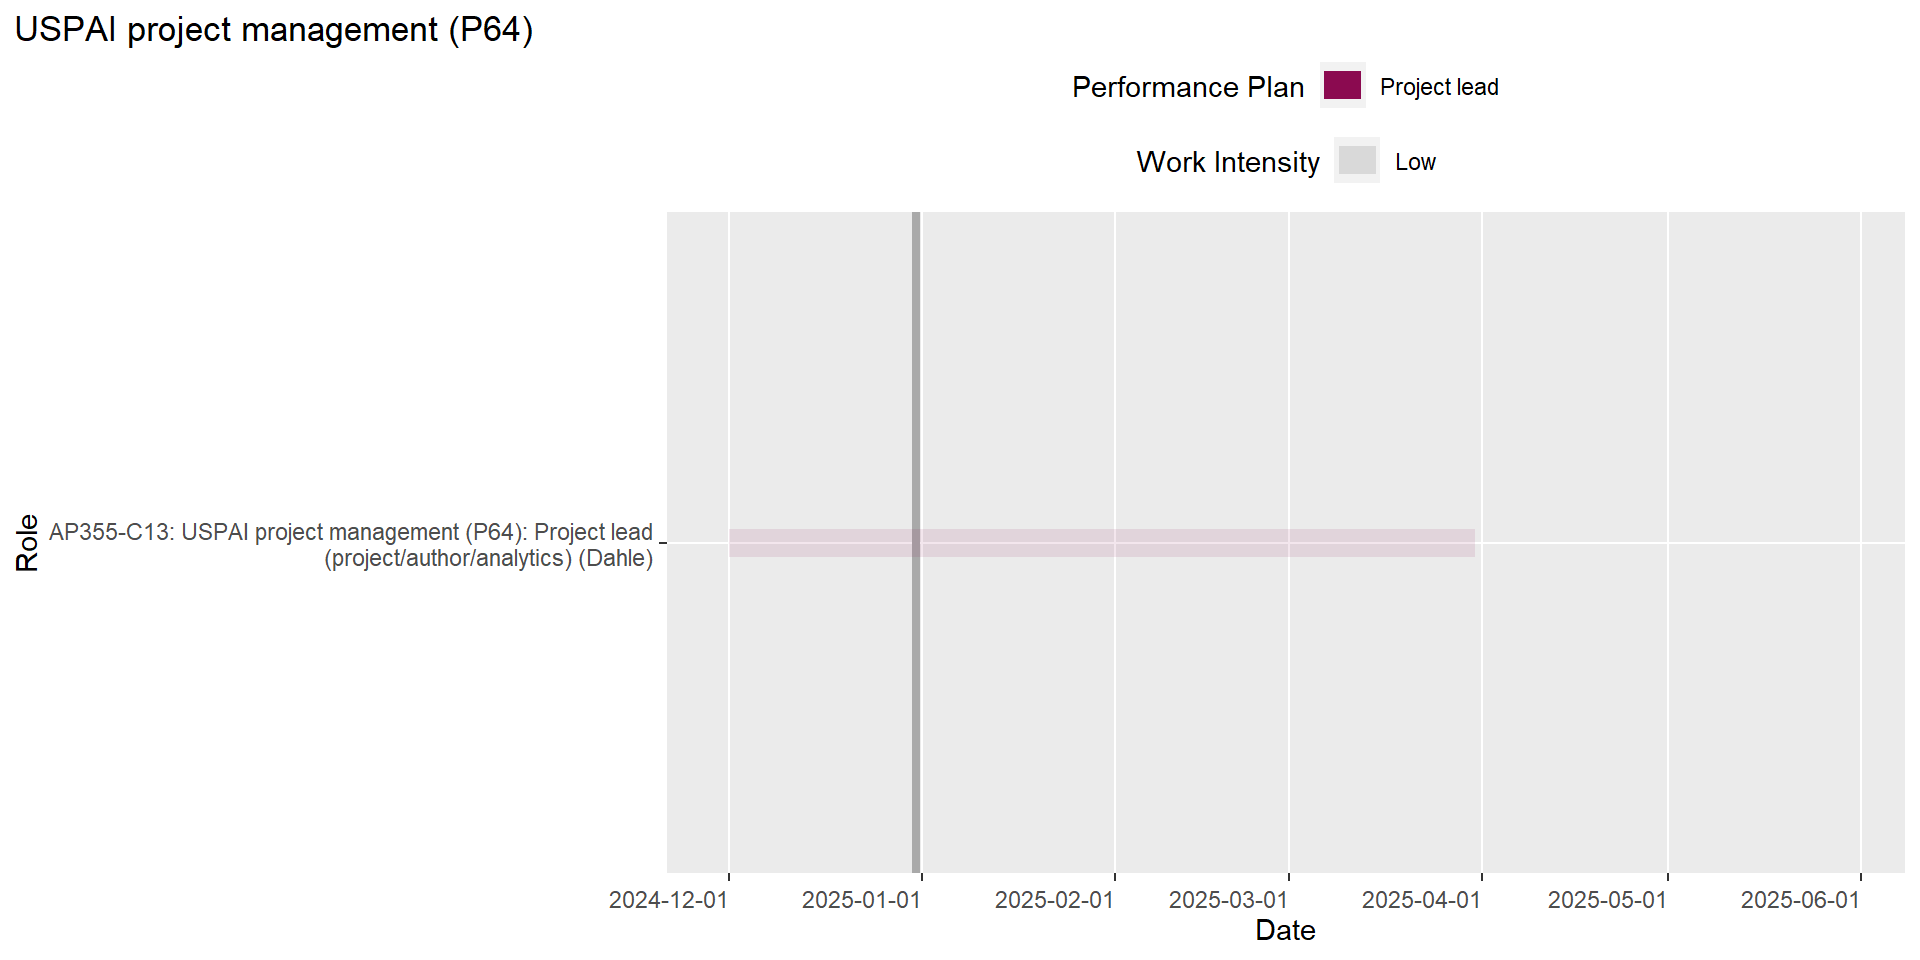 USPAI project management (P64)
Performance Plan
Project lead
Work Intensity
Low
Role
AP355-C13: USPAI project management (P64): Project lead
(project/author/analytics) (Dahle)
2024-12-01
2025-01-01
2025-02-01
2025-03-01
2025-04-01
2025-05-01
2025-06-01
Date